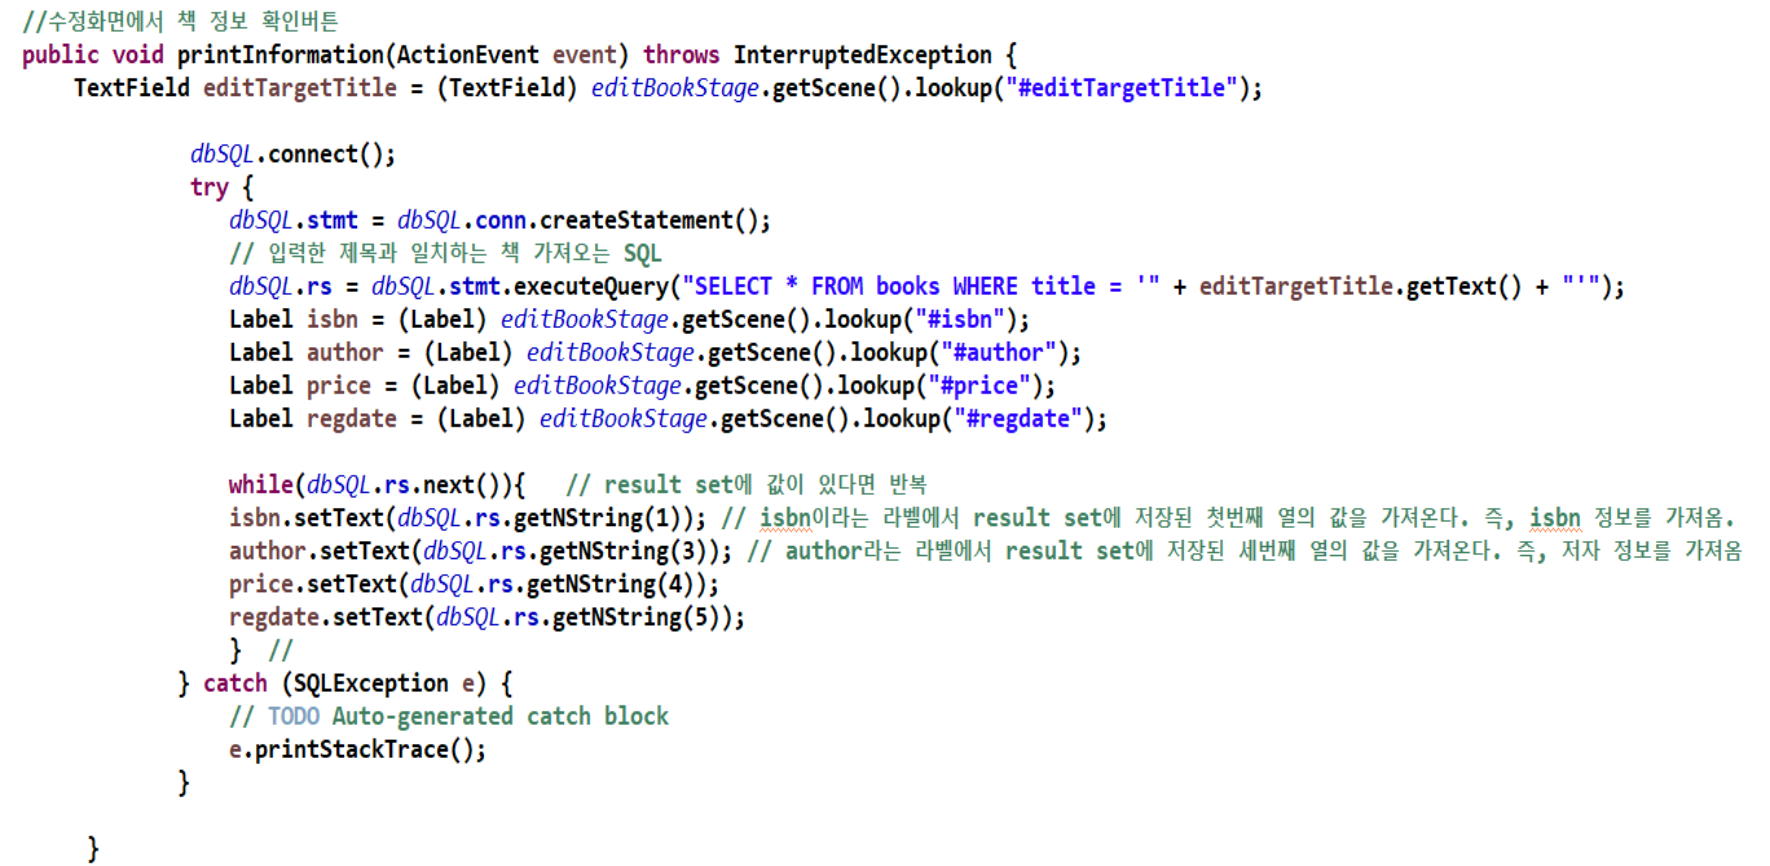 //수정화면에서 책 정보 확인버튼
public void printInformation(ActionEvent event) throws InterruptedException {
TextField editTargetTitle = (TextField) editBookStage.getScene().lookup("#editTargetTitle");
dbSQL.connect();
try {
dbSQL.stmt = dbSQL.conn.createStatement();
// 입력한 제목과 일치하는 책 가져오는 SQL
dbSQL.rs = dbSQL.stmt.executeQuery("SELECT * FROM books WHERE title = '" + editTargetTitle.getText() + "'");
Label isbn = (Label) editBookStage.getScene().lookup("#isbn");
Label author = (Label) editBookStage.getScene().lookup("#author");
Label price = (Label) editBookStage.getScene().lookup("#price");
Label regdate = (Label) editBookStage.getScene().lookup("#regdate");
while(dbSQL.rs.next()){ // result set에 값이 있다면 반복
isbn.setText(dbSQL.rs.getNString(1)); // isbn이라는 라벨에서 result set에 저장된 첫번째 열의 값을 가져온다. 즉, isbn 정보를 가져옴.
author.setText(dbSQL.rs.getNString(3)); // author라는 라벨에서 result set에 저장된 세번째 열의 값을 가져온다. 즉, 저자 정보를 가져옴
price.setText(dbSQL.rs.getNString(4));
regdate.setText(dbSQL.rs.getNString(5));
} //
} catch (SQLException e) {
// TODO Auto-generated catch block
e.printStackTrace();
}
}